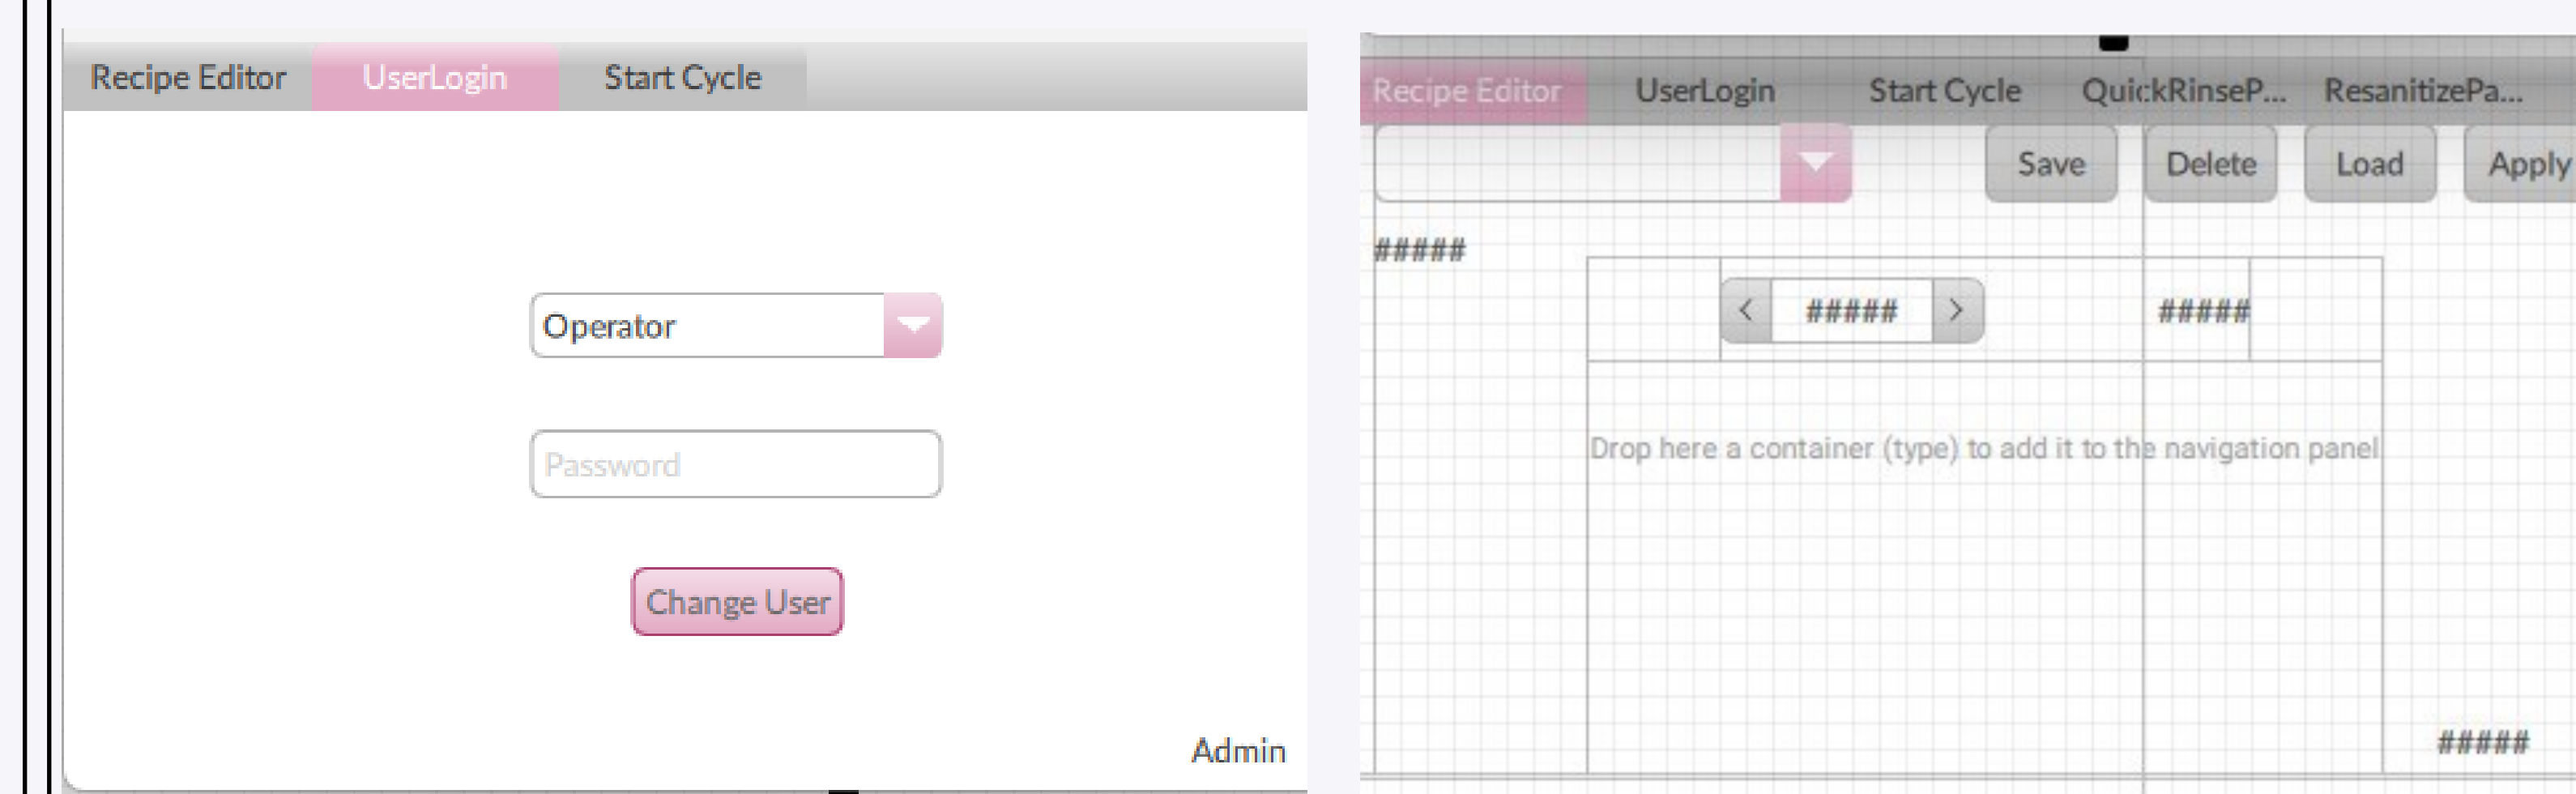 Recipe Editor UserLogin Start Cycle
Operator
Password
Change User
Admin
Recipe Editor UserLogin Start Cycle QuickRinseP... ResanitizePa...
Save Delete Load Apply
#####
##### #####
Drop here a container (type) to add it to the navigation panel
#####